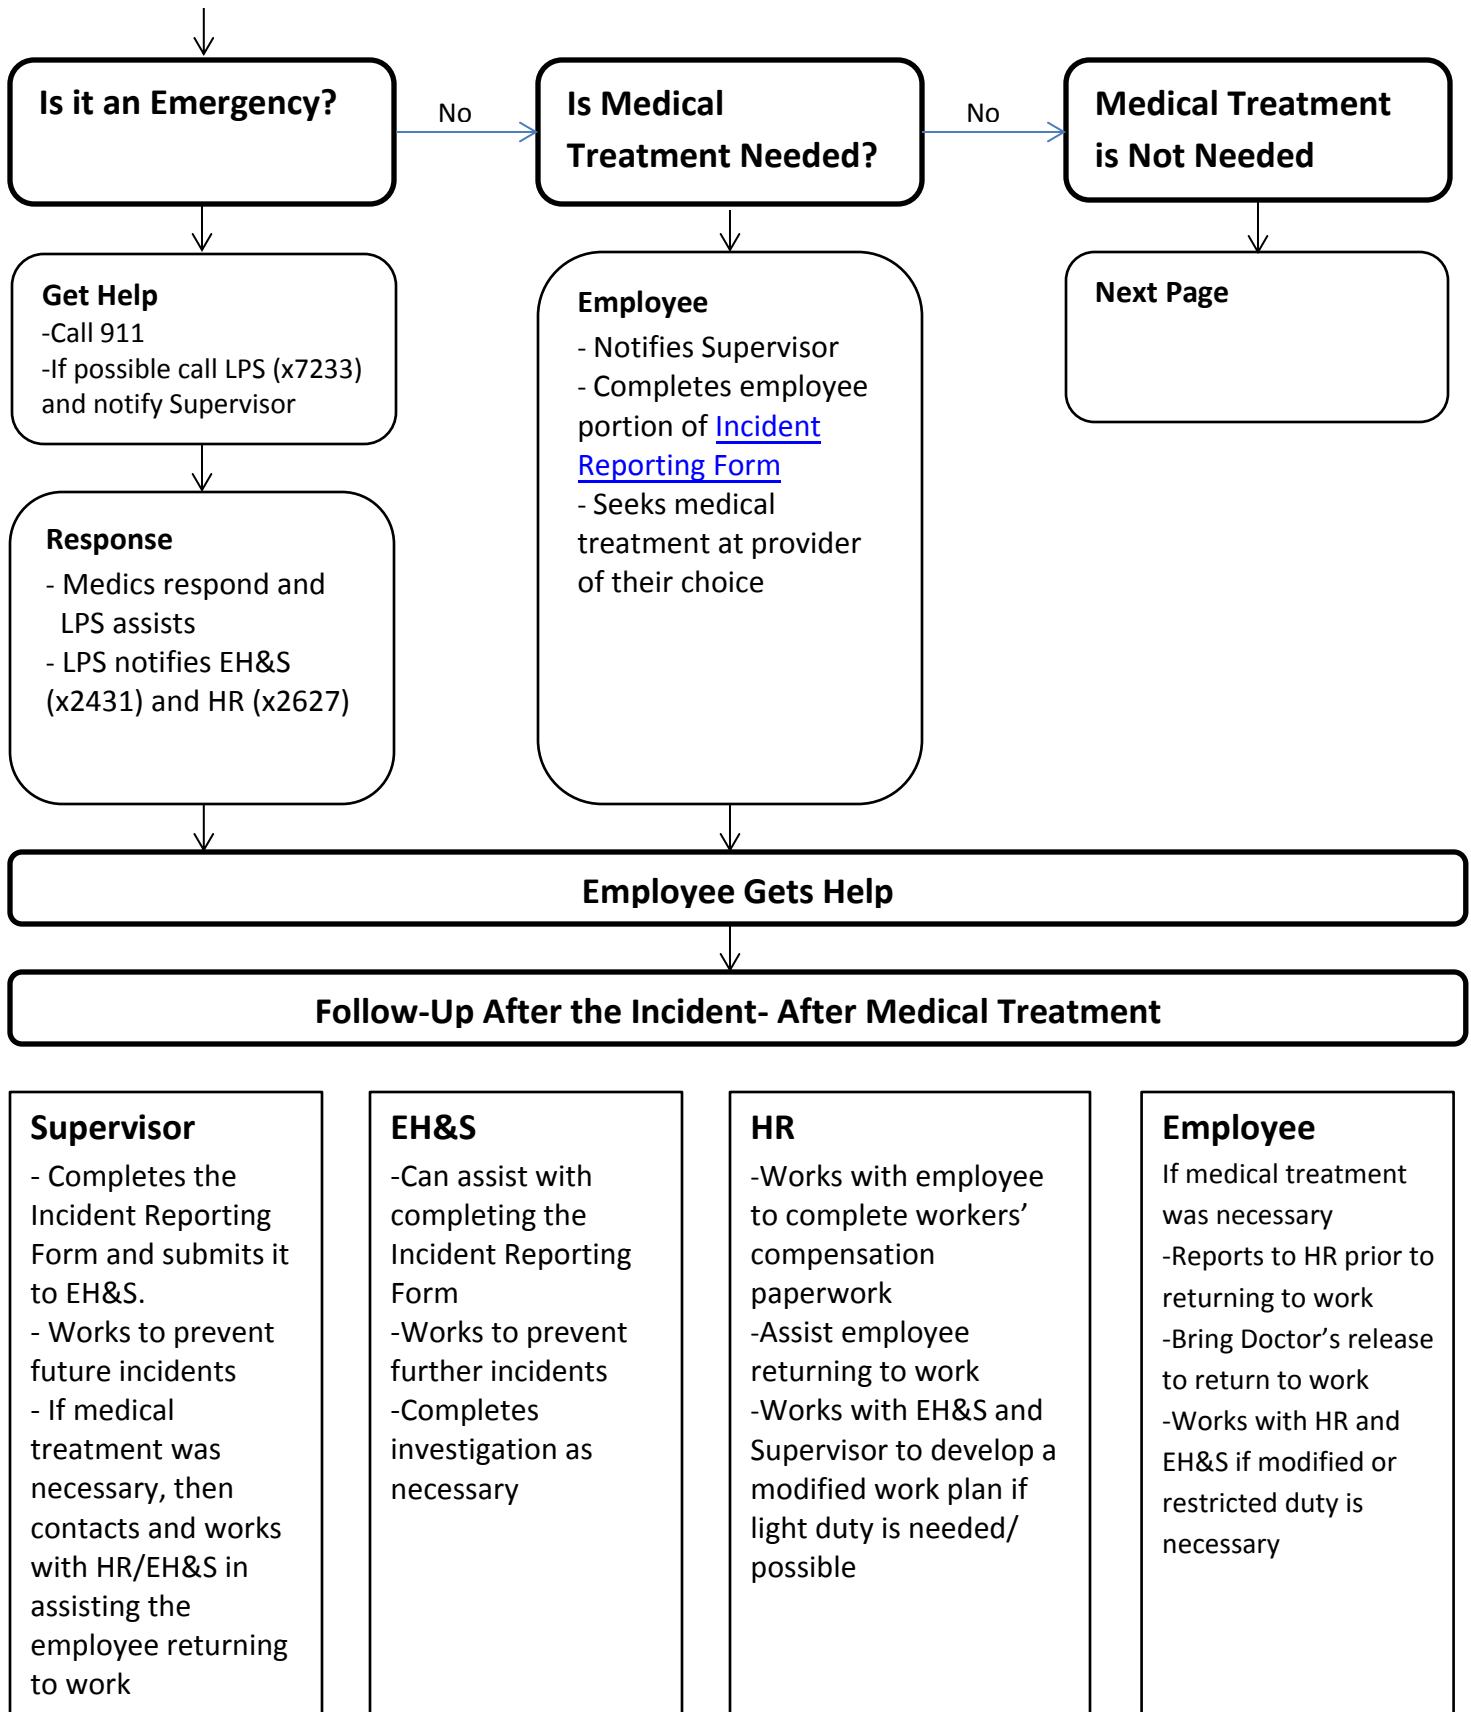 Is it an Emergency?
No
Is Medical
Treatment Needed?
No
Medical Treatment
is Not Needed
Get Help
-Call 911
-If possible call LPS (x7233)
and notify Supervisor
Response
- Medics respond and
LPS assists
- LPS notifies EH&S
(x2431) and HR (x2627)
Employee
- Notifies Supervisor
- Completes employee
portion of Incident
Reporting Form
- Seeks medical
treatment at provider
of their choice
Next Page
Employee Gets Help
Follow-Up After the Incident- After Medical Treatment
Supervisor
- Completes the
Incident Reporting
Form and submits it
to EH&S.
- Works to prevent
future incidents
- If medical
treatment was
necessary, then
contacts and works
with HR/EH&S in
assisting the
employee returning
to work
EH&S
-Can assist with
completing the
Incident Reporting
Form
-Works to prevent
further incidents
-Completes
investigation as
necessary
HR
-Works with employee
to complete workers’
compensation
paperwork
-Assist employee
returning to work
-Works with EH&S and
Supervisor to develop a
modified work plan if
light duty is needed/
possible
Employee
If medical treatment
was necessary
-Reports to HR prior to
returning to work
-Bring Doctor’s release
to return to work
-Works with HR and
EH&S if modified or
restricted duty is
necessary